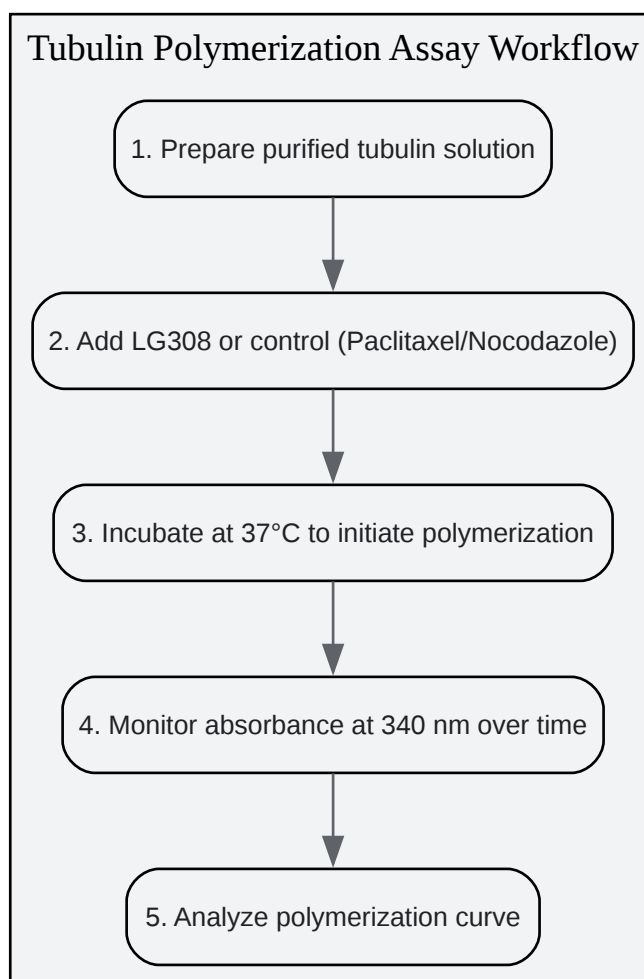 Tubulin Polymerization Assay Workflow
1. Prepare purified tubulin solution
2. Add LG308 or control (Paclitaxel/Nocodazole)
3. Incubate at 37°C to initiate polymerization
4. Monitor absorbance at 340 nm over time
5. Analyze polymerization curve